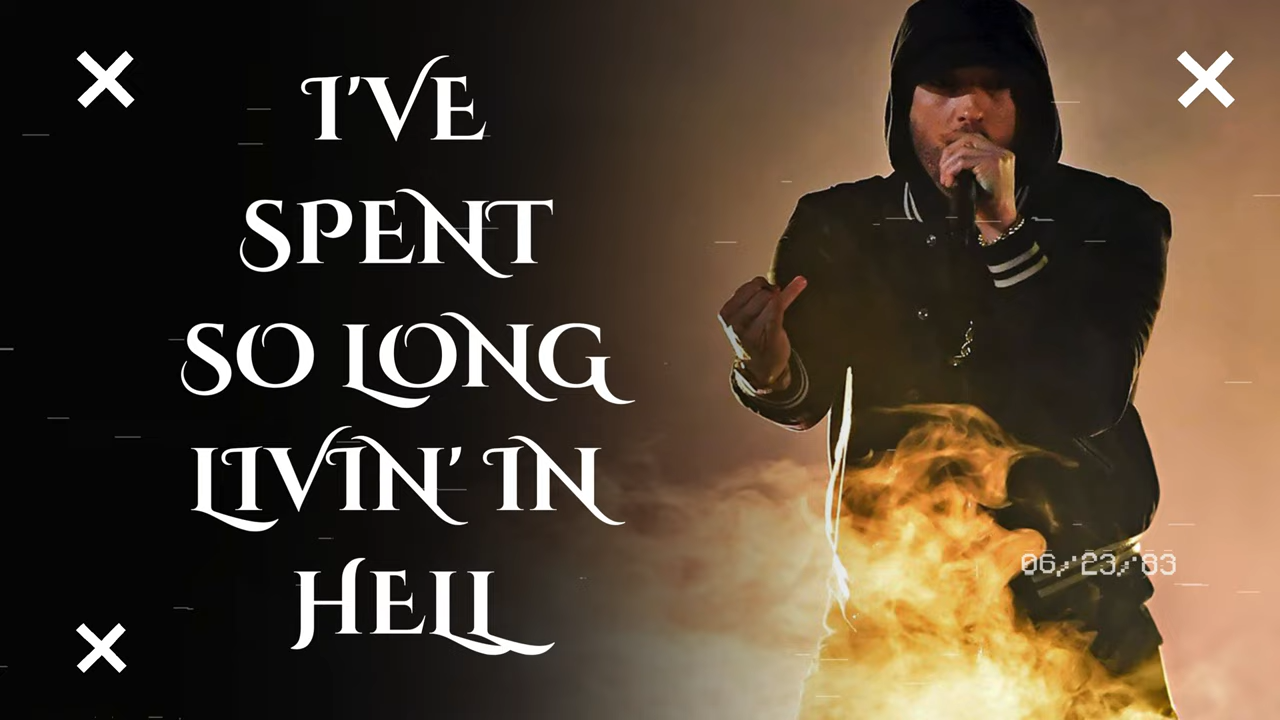 I'VE
SPENT
SO LONG
LIVIN' IN
HELL
06/23/83